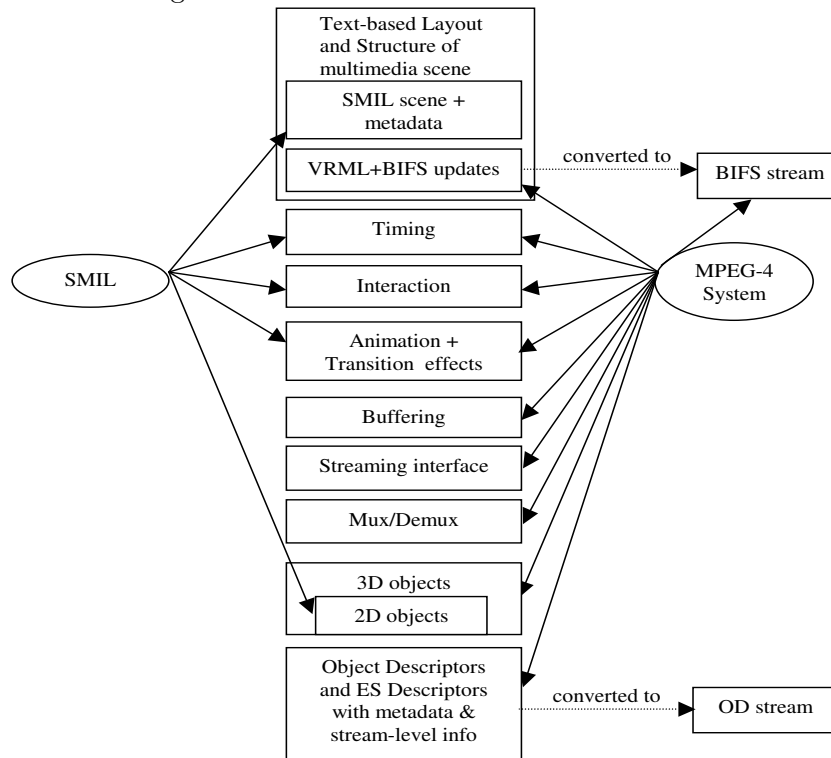 Text-based Layout
and Structure of
multimedia scene
SMIL scene +
metadata
VRML+BIFS updates
converted to
BIFS stream
Timing
SMIL
Interaction
MPEG-4
System
Animation +
Transition effects
Buffering
Streaming interface
Mux/Demux
3D objects
2D objects
Object Descriptors
and ES Descriptors
with metadata &
stream-level info
converted to
OD stream